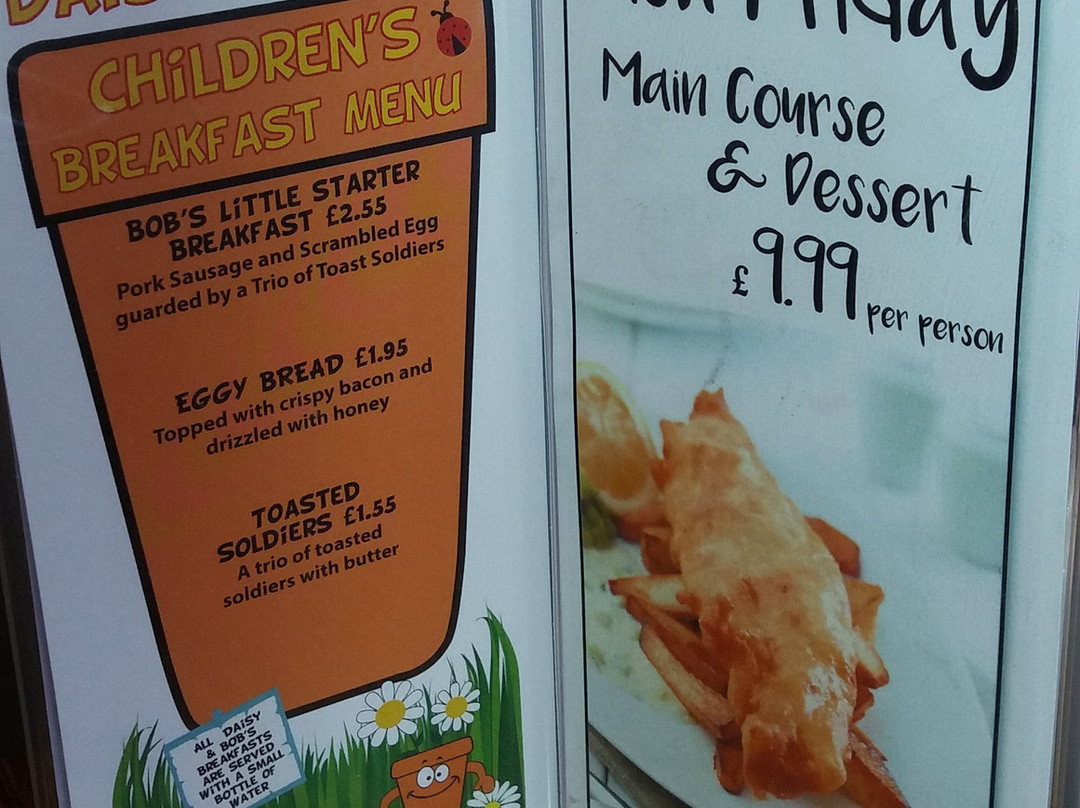 CHiLDREN'S
BREAKFAST MENU
BOB'S LiTTLE STARTER
BREAKFAST £2.55
Pork Sausage and Scrambled Egg
guarded by a Trio of Toast Soldiers
EGGY BREAD £1.95
Topped with crispy bacon and
drizzled with honey
TOASTED
SOLDiERS £1.55
A trio of toasted
soldiers with butter
ALL DAiSY
& BOB'S
BREAKFASTS
ARE SERVED
WITH A SMALL
BOTTLE OF
WATER
Friday
Main Course
& Dessert
£9.99 per person